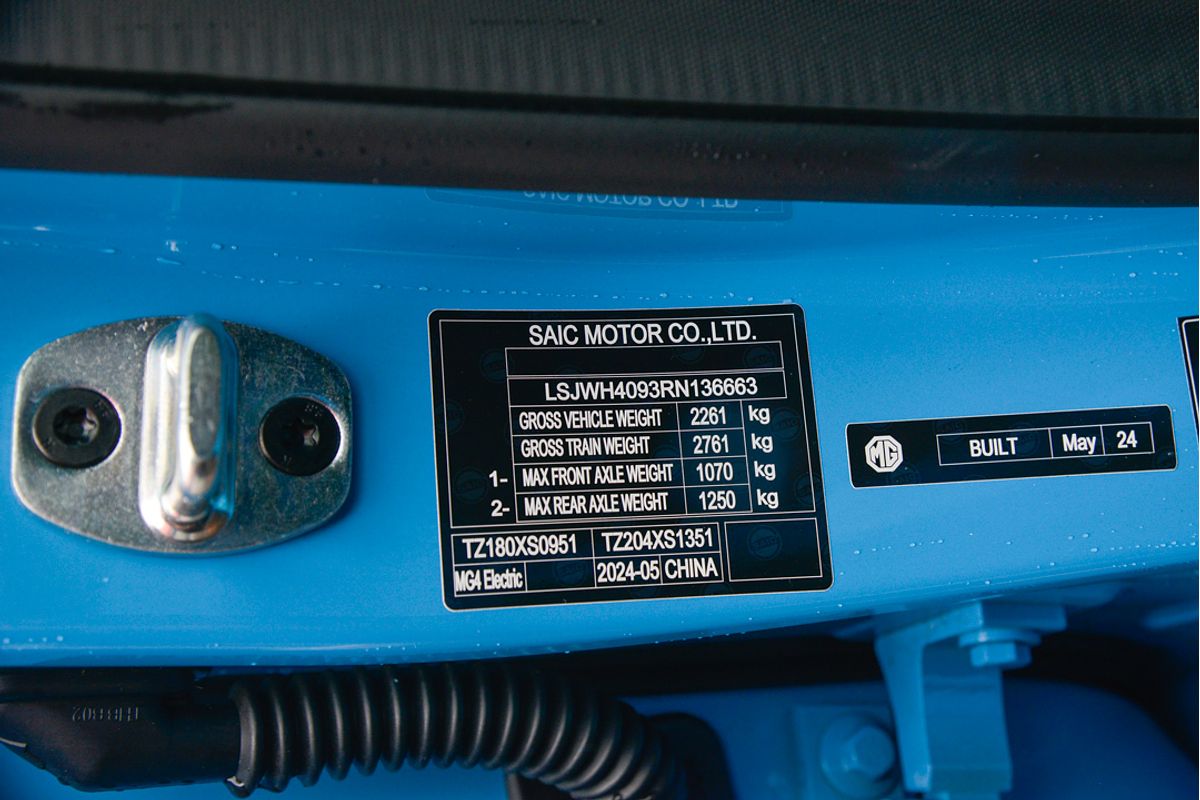 SAIC MOTOR CO.,LTD.
LSJWH4093RN136663
GROSS VEHICLE WEIGHT 2261 kg
GROSS TRAIN WEIGHT 2761 kg
1- MAX FRONT AXLE WEIGHT 1070 kg
2- MAX REAR AXLE WEIGHT 1250 kg
TZ180XS0951 TZ204XS1351
MG4 Electric 2024-05 CHINA
MG BUILT May 24